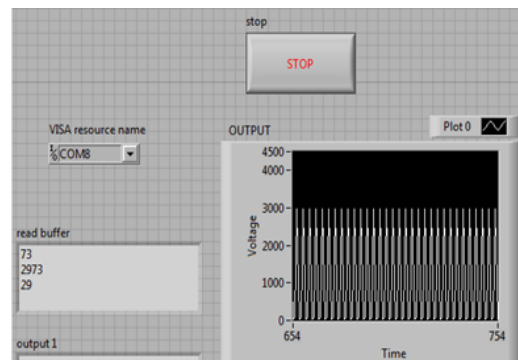 stop
STOP
VISA resource name
COM8
OUTPUT
Plot 0
4500
4000
3000
2000
1000
0
Voltage
654
754
Time
read buffer
73
2973
29
output 1